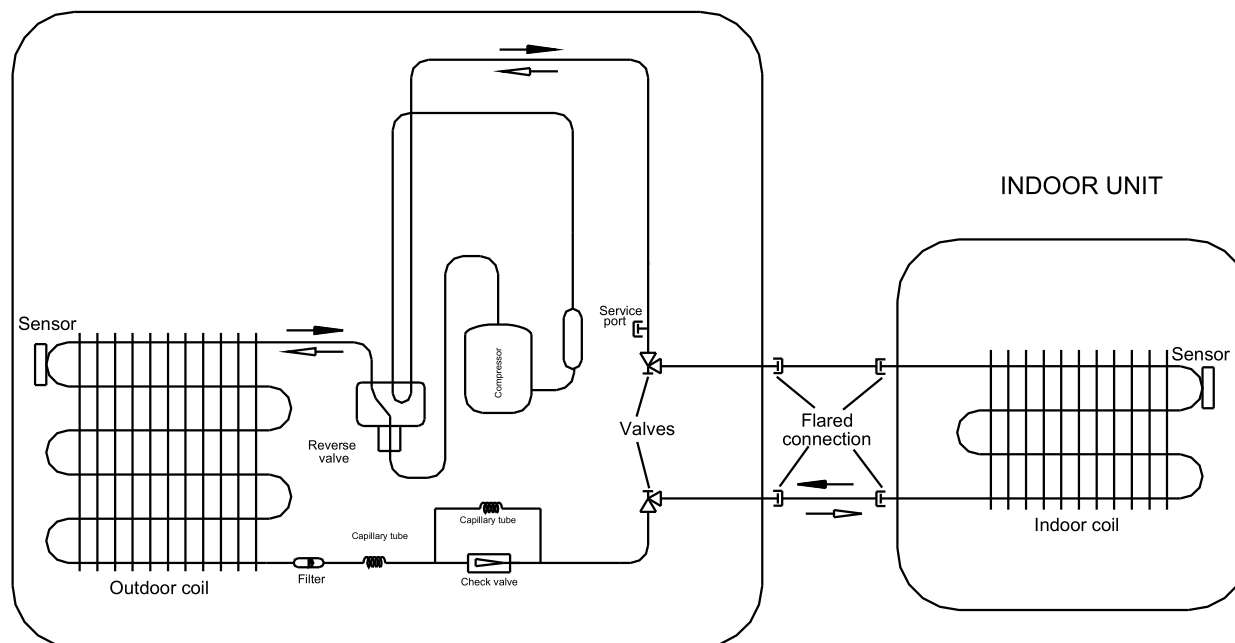 INDOOR UNIT
Service
port
Sensor
Compressor
Sensor
Valves
Flared
connection
Reverse
valve
Capillary tube
Indoor coil
Capillary tube
Filter
Check valve
Outdoor coil